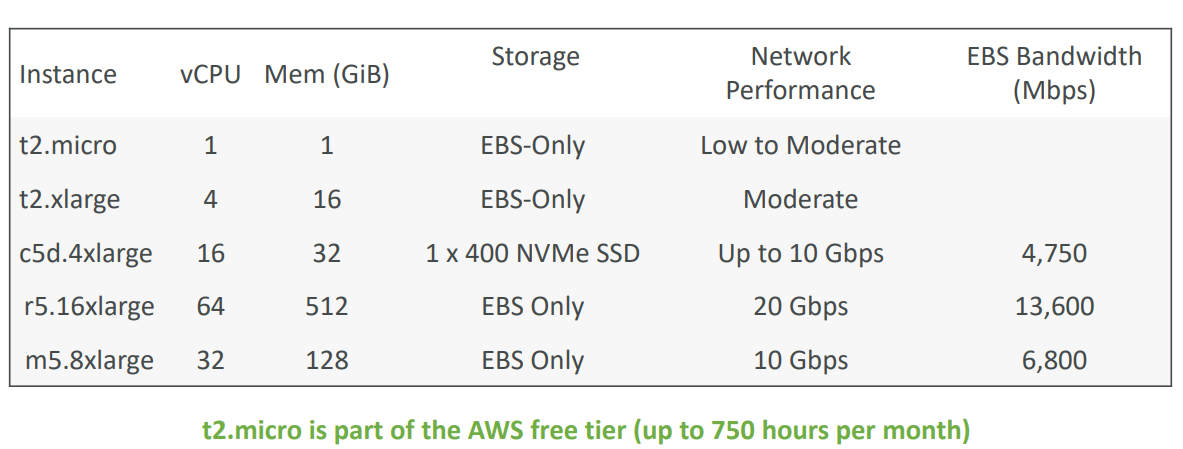 Instance vCPU Mem (GiB) Storage Network Performance EBS Bandwidth (Mbps)
t2.micro 1 1 EBS-Only Low to Moderate
t2.xlarge 4 16 EBS-Only Moderate
c5d.4xlarge 16 32 1 x 400 NVMe SSD Up to 10 Gbps 4,750
r5.16xlarge 64 512 EBS Only 20 Gbps 13,600
m5.8xlarge 32 128 EBS Only 10 Gbps 6,800
t2.micro is part of the AWS free tier (up to 750 hours per month)